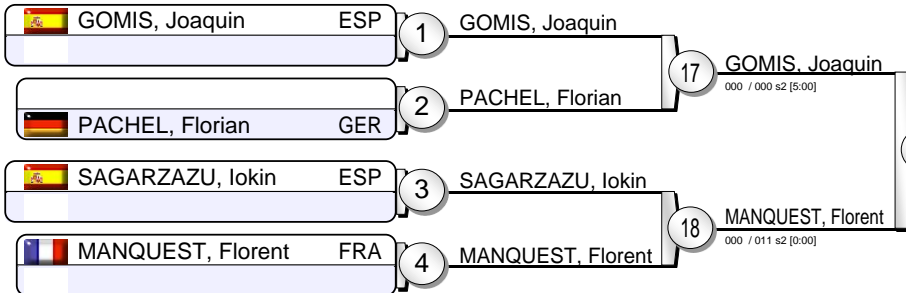 GOMIS, Joaquin ESP 1 GOMIS, Joaquin
17 GOMIS, Joaquin
000 / 000 s2 [5:00]
2 PACHEL, Florian
PACHEL, Florian GER
SAGARZAZU, Iokin ESP 3 SAGARZAZU, Iokin
18 MANQUEST, Florent
000 / 011 s2 [0:00]
MANQUEST, Florent FRA 4 MANQUEST, Florent